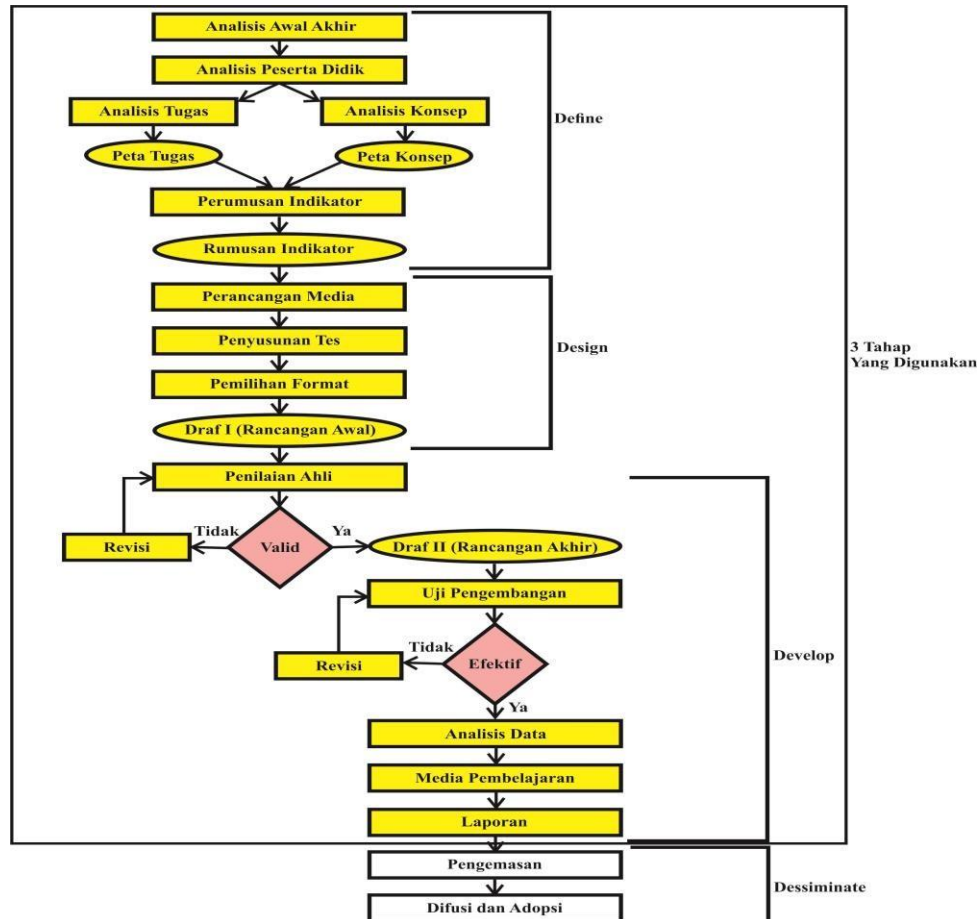 Analisis Awal Akhir
Analisis Peserta Didik
Analisis Tugas
Analisis Konsep
Define
Peta Tugas
Peta Konsep
Perumusan Indikator
Rumusan Indikator
Perancangan Media
Penyusunan Tes
Design
3 Tahap
Yang Digunakan
Pemilihan Format
Draf I (Rancangan Awal)
Penilaian Ahli
Tidak
Ya
Revisi
Valid
Draf II (Rancangan Akhir)
Uji Pengembangan
Tidak
Revisi
Efektif
Develop
Ya
Analisis Data
Media Pembelajaran
Laporan
Pengemasan
Dessiminate
Difusi dan Adopsi